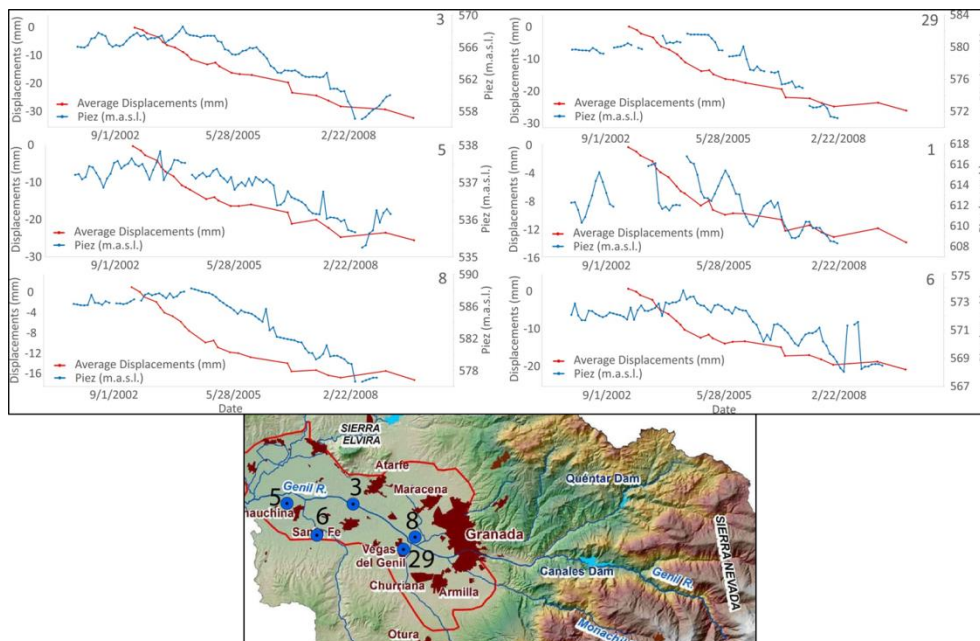 3
Displacements (mm)
0
-10
-20
-30
570
566
562
558
Piez (m.a.s.l.)
Average Displacements (mm)
Piez (m.a.s.l.)
9/1/2002 5/28/2005 2/22/2008
29
Displacements (mm)
0
-10
-20
-30
584
580
576
572
Average Displacements (mm)
Piez (m.a.s.l.)
9/1/2002 5/28/2005 2/22/2008
5
Displacements (mm)
0
-10
-20
-30
538
537
536
535
Piez (m.a.s.l.)
Average Displacements (mm)
Piez (m.a.s.l.)
9/1/2002 5/28/2005 2/22/2008
1
Displacements (mm)
0
-4
-8
-12
-16
618
616
614
612
610
608
Average Displacements (mm)
Piez (m.a.s.l.)
9/1/2002 5/28/2005 2/22/2008
8
Displacements (mm)
0
-4
-8
-12
-16
590
586
582
578
Piez (m.a.s.l.)
Average Displacements (mm)
Piez (m.a.s.l.)
9/1/2002 5/28/2005 2/22/2008
Date
6
Displacements (mm)
0
-10
-20
575
573
571
569
567
Average Displacements (mm)
Piez (m.a.s.l.)
9/1/2002 5/28/2005 2/22/2008
SIERRA
ELVIRA
Atarfe
Genil R.
3
Maracena
5
hauchina
6
8
Granada
Vegas
del Genil
29
Churriana
Armilla
Otura
Quéntar Dam
Canales Dam
Genil R.
SIERRA NEVADA